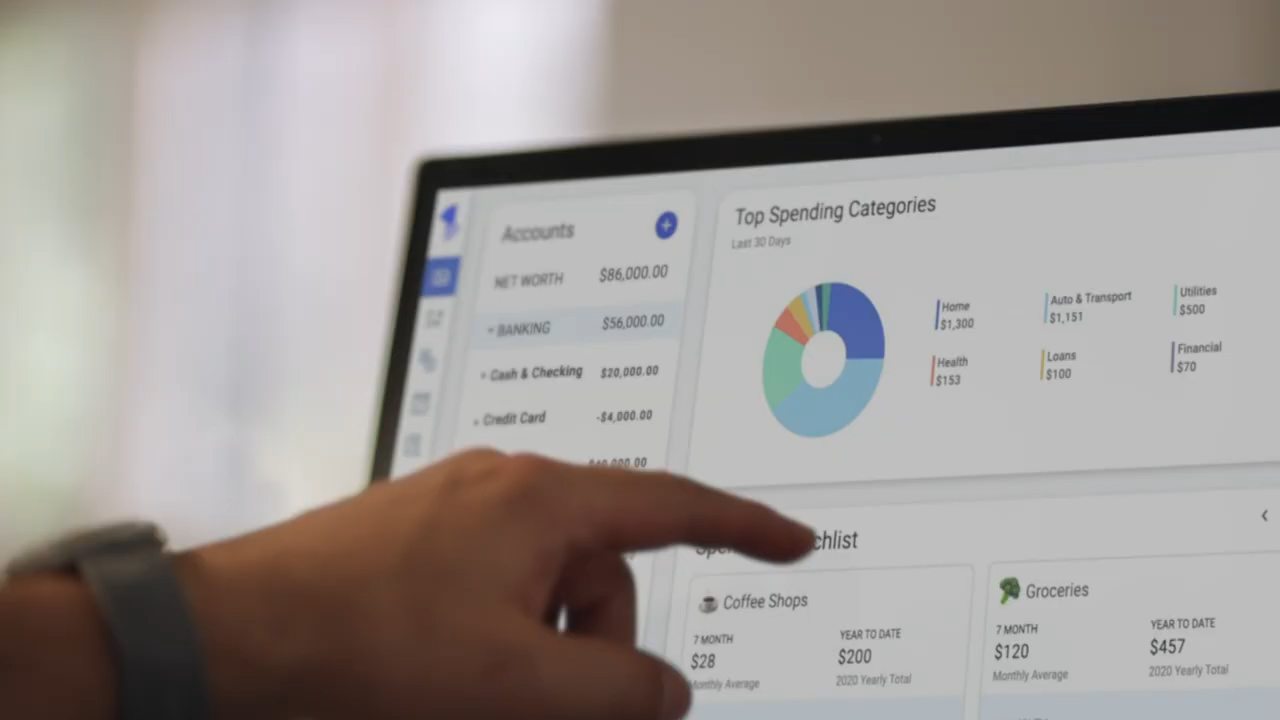 Accounts
NET WORTH $86,000.00
BANKING $56,000.00
Cash & Checking $20,000.00
Credit Card -$4,000.00
Top Spending Categories
Last 30 Days
Home
$1,300
Auto & Transport
$1,151
Utilities
$500
Health
$153
Loans
$100
Financial
$70
Coffee Shops
7 MONTH
$28
Monthly Average
YEAR TO DATE
$200
2020 Yearly Total
Groceries
7 MONTH
$120
Monthly Average
YEAR TO DATE
$457
2020 Yearly Total